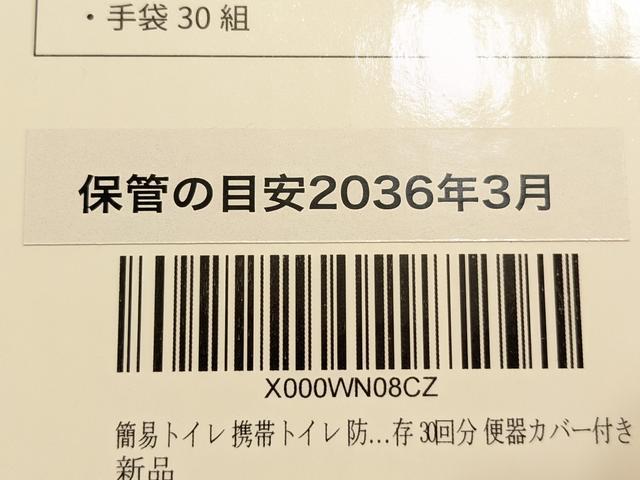 ・手袋 30 組
保管の目安2036年3月
X000WN08CZ
簡易トイレ 携帯トイレ 防...存 30回分 便器カバー付き
新品